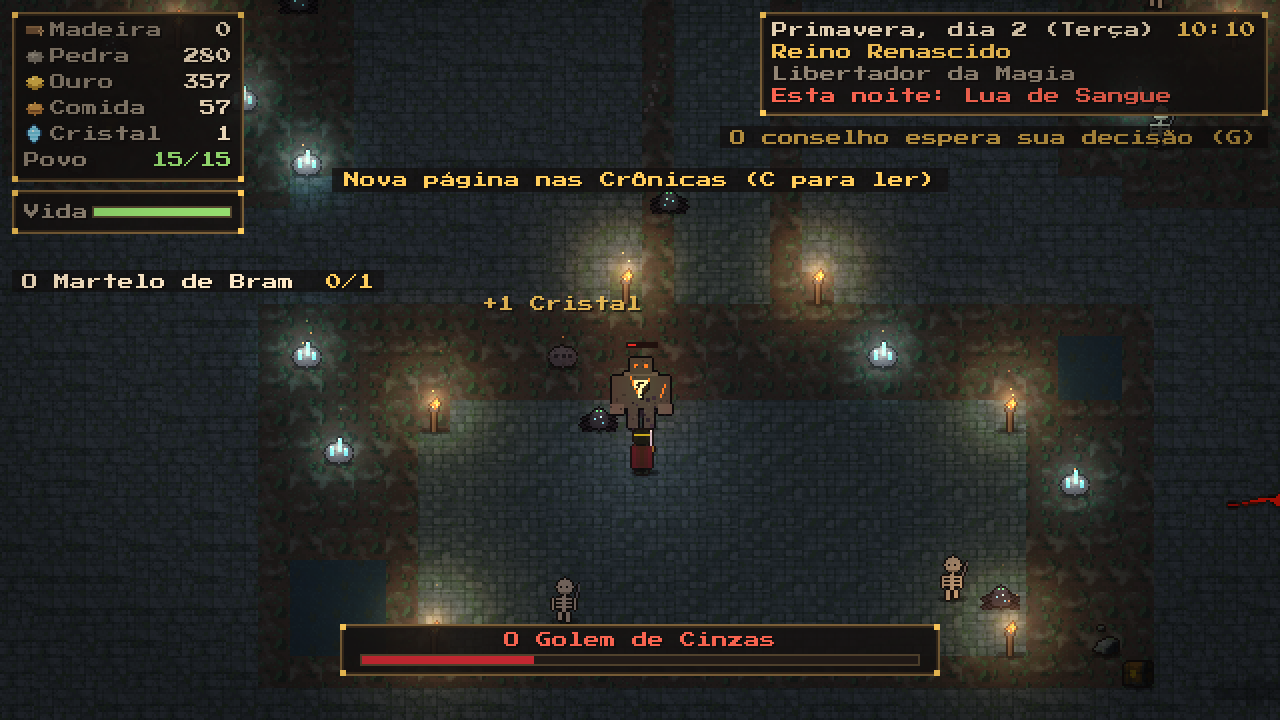 Madeira 0
Pedra 280
Ouro 357
Comida 57
Cristal 1
Povo 15/15
Vida
Primavera, dia 2 (Terça) 10:10
Reino Renascido
Libertador da Magia
Esta noite: Lua de Sangue
O conselho espera sua decisão (G)
Nova página nas Crônicas (C para ler)
O Martelo de Bram 0/1
+1 Cristal
O Golem de Cinzas